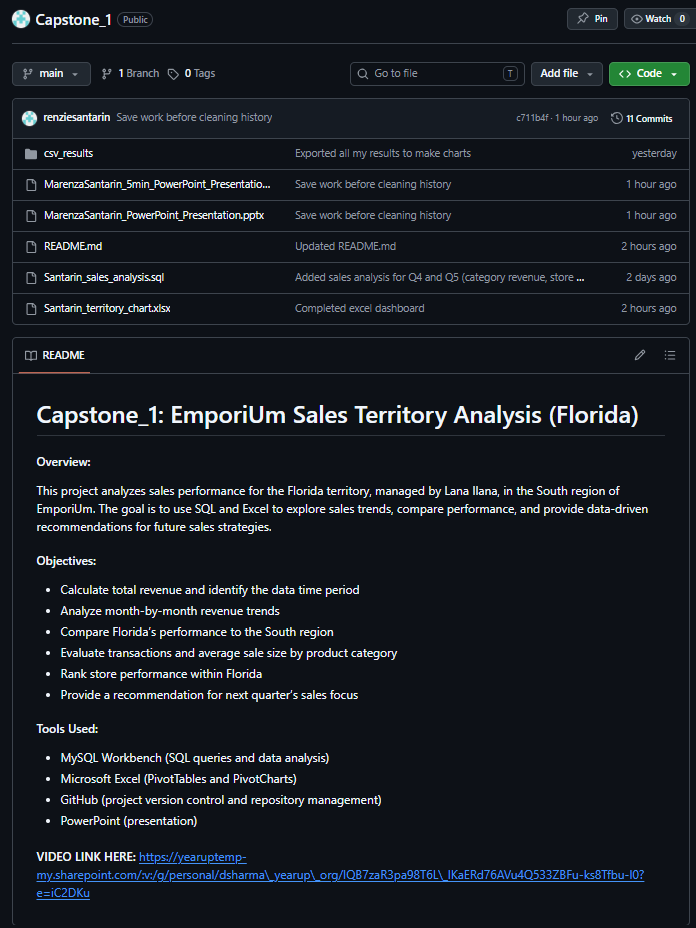 Capstone_1 Public Pin Watch 0
main 1 Branch 0 Tags Go to file T Add file Code
renziesantarin Save work before cleaning history c711b4f · 1 hour ago 11 Commits
csv_results Exported all my results to make charts yesterday
MarenzaSantarin_5min_PowerPoint_Presentatio... Save work before cleaning history 1 hour ago
MarenzaSantarin_PowerPoint_Presentation.pptx Save work before cleaning history 1 hour ago
README.md Updated README.md 2 hours ago
Santarin_sales_analysis.sql Added sales analysis for Q4 and Q5 (category revenue, store ... 2 days ago
Santarin_territory_chart.xlsx Completed excel dashboard 2 hours ago
README
Capstone_1: EmporiUm Sales Territory Analysis (Florida)
Overview:
This project analyzes sales performance for the Florida territory, managed by Lana Ilana, in the South region of
EmporiUm. The goal is to use SQL and Excel to explore sales trends, compare performance, and provide data-driven
recommendations for future sales strategies.
Objectives:
• Calculate total revenue and identify the data time period
• Analyze month-by-month revenue trends
• Compare Florida's performance to the South region
• Evaluate transactions and average sale size by product category
• Rank store performance within Florida
• Provide a recommendation for next quarter's sales focus
Tools Used:
• MySQL Workbench (SQL queries and data analysis)
• Microsoft Excel (PivotTables and PivotCharts)
• GitHub (project version control and repository management)
• PowerPoint (presentation)
VIDEO LINK HERE: https://yearuptemp-
my.sharepoint.com/:v:/g/personal/dsharma\_yearup\_org/IQB7zaR3pa98T6L\_IKaERd76AVu4Q533ZBFu-ks8Tfbu-I0?
e=iC2DKu